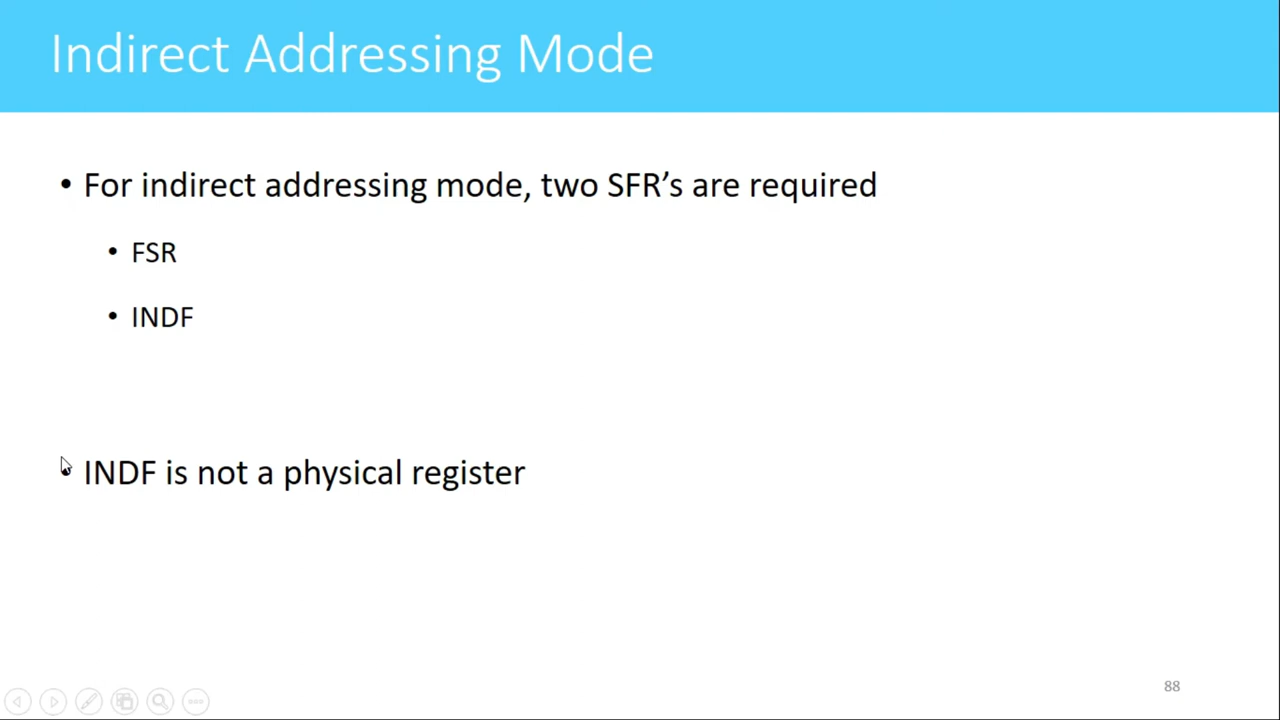 Indirect Addressing Mode
• For indirect addressing mode, two SFR’s are required
• FSR
• INDF
• INDF is not a physical register
88